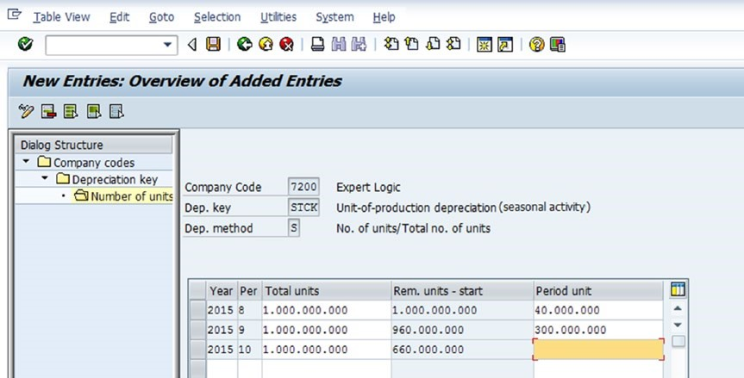 Table View Edit Goto Selection Utilities System Help
New Entries: Overview of Added Entries
Dialog Structure
Company codes
Depreciation key
Number of units
Company Code 7200 Expert Logic
Dep. key STCK Unit-of-production depreciation (seasonal activity)
Dep. method S No. of units/Total no. of units
Year Per Total units Rem. units - start Period unit
2015 8 1.000.000.000 1.000.000.000 40.000.000
2015 9 1.000.000.000 960.000.000 300.000.000
2015 10 1.000.000.000 660.000.000